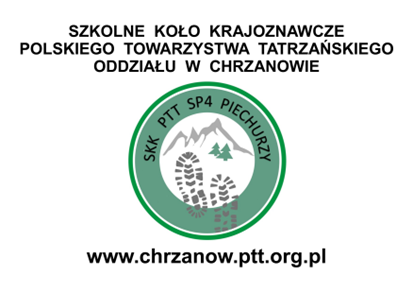 SZKOLNE KOŁO KRAJOZNAWCZE
POLSKIEGO TOWARZYSTWA TATRZAŃSKIEGO
ODDZIAŁU W CHRZANOWIE
SKK PTT SP4 PIECHURZY
www.chrzanow.ptt.org.pl